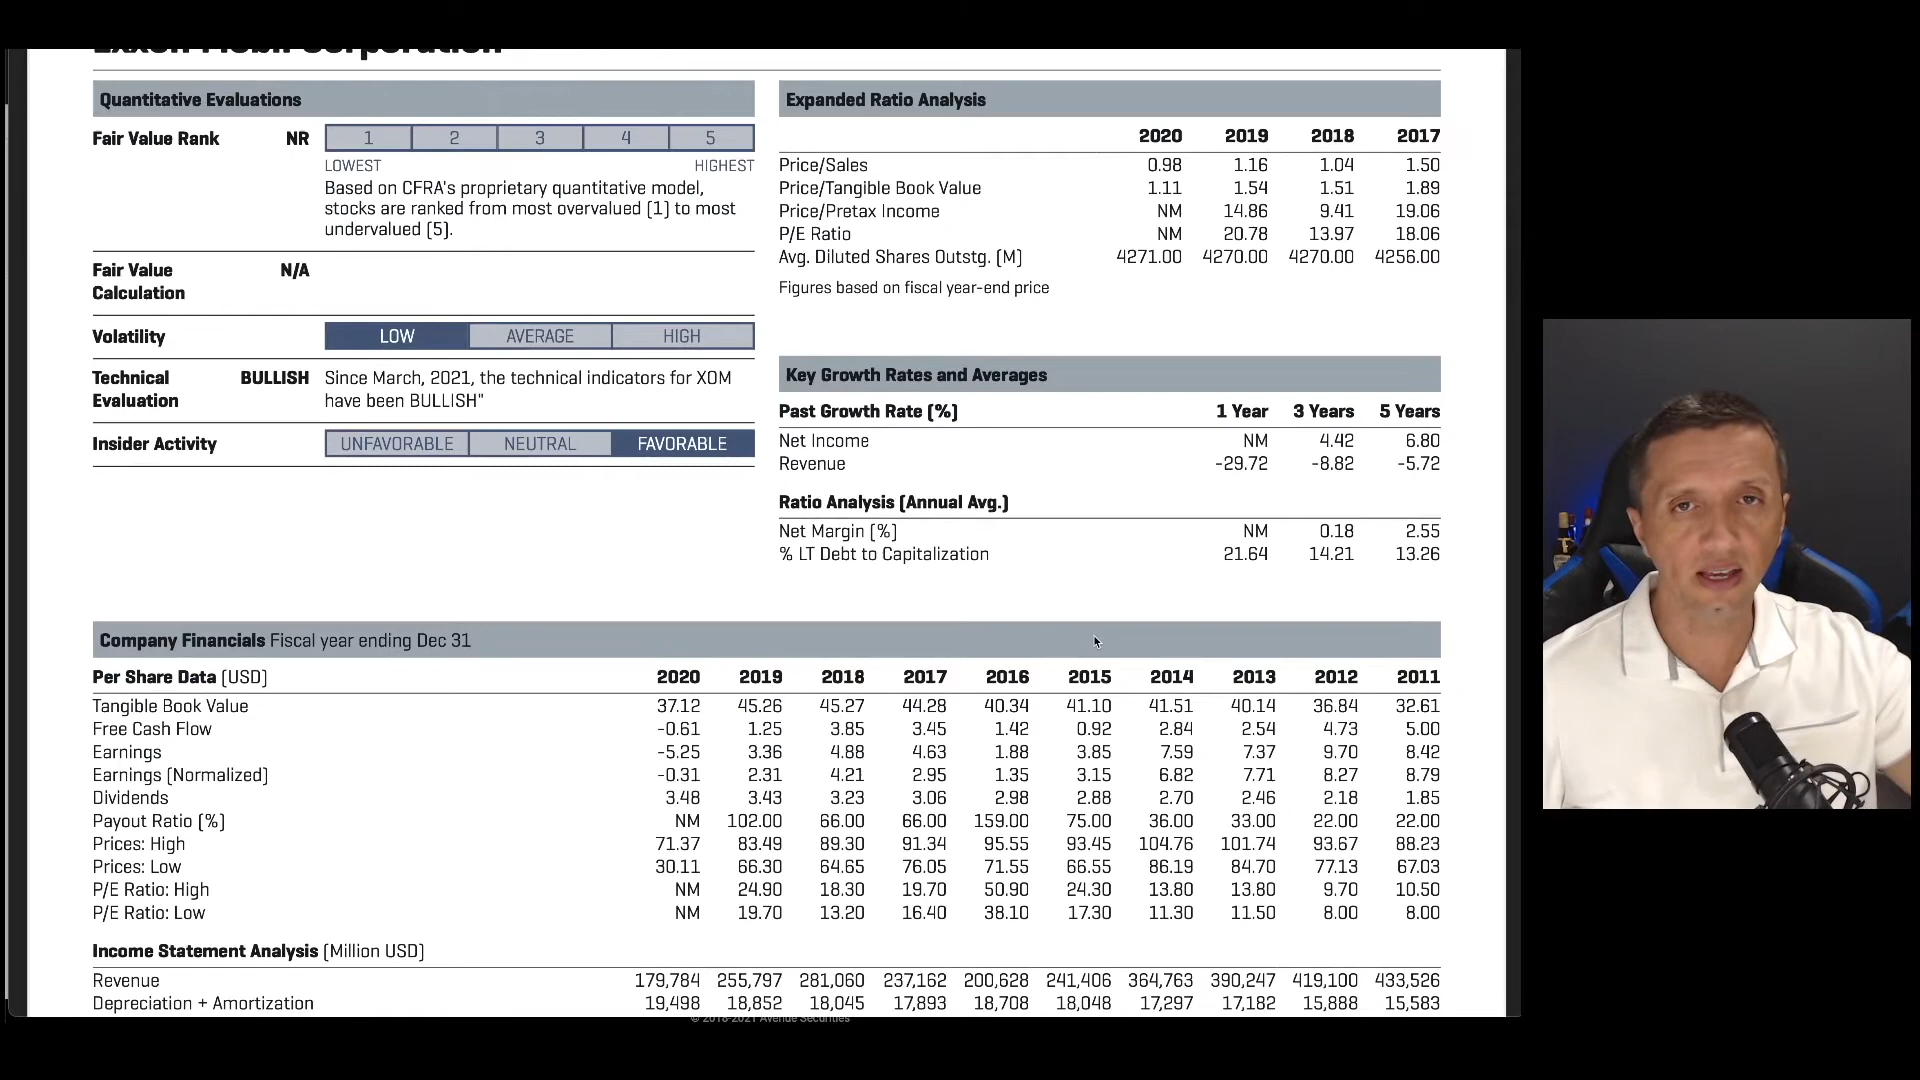 Exxon Mobil Corporation
Quantitative Evaluations
Fair Value Rank NR 1 2 3 4 5
LOWEST HIGHEST
Based on CFRA's proprietary quantitative model,
stocks are ranked from most overvalued (1) to most
undervalued (5).
Fair Value N/A
Calculation
Volatility LOW AVERAGE HIGH
Technical BULLISH Since March, 2021, the technical indicators for XOM
Evaluation have been BULLISH"
Insider Activity UNFAVORABLE NEUTRAL FAVORABLE
Expanded Ratio Analysis
2020 2019 2018 2017
Price/Sales 0.98 1.16 1.04 1.50
Price/Tangible Book Value 1.11 1.54 1.51 1.89
Price/Pretax Income NM 14.86 9.41 19.06
P/E Ratio NM 20.78 13.97 18.06
Avg. Diluted Shares Outstg. (M) 4271.00 4270.00 4270.00 4256.00
Figures based on fiscal year-end price
Key Growth Rates and Averages
Past Growth Rate (%) 1 Year 3 Years 5 Years
Net Income NM 4.42 6.80
Revenue -29.72 -8.82 -5.72
Ratio Analysis (Annual Avg.)
Net Margin (%) NM 0.18 2.55
% LT Debt to Capitalization 21.64 14.21 13.26
Company Financials Fiscal year ending Dec 31
Per Share Data (USD) 2020 2019 2018 2017 2016 2015 2014 2013 2012 2011
Tangible Book Value 37.12 45.26 45.27 44.28 40.34 41.10 41.51 40.14 36.84 32.61
Free Cash Flow -0.61 1.25 3.85 3.45 1.42 0.92 2.84 2.54 4.73 5.00
Earnings -5.25 3.36 4.88 4.63 1.88 3.85 7.59 7.37 9.70 8.42
Earnings (Normalized) -0.31 2.31 4.21 2.95 1.35 3.15 6.82 7.71 8.27 8.79
Dividends 3.48 3.43 3.23 3.06 2.98 2.88 2.70 2.46 2.18 1.85
Payout Ratio (%) NM 102.00 66.00 66.00 159.00 75.00 36.00 33.00 22.00 22.00
Prices: High 71.37 83.49 89.30 91.34 95.55 93.45 104.76 101.74 93.67 88.23
Prices: Low 30.11 66.30 64.65 76.05 71.55 66.55 86.19 84.70 77.13 67.03
P/E Ratio: High NM 24.90 18.30 19.70 50.90 24.30 13.80 13.80 9.70 10.50
P/E Ratio: Low NM 19.70 13.20 16.40 38.10 17.30 11.30 11.50 8.00 8.00
Income Statement Analysis (Million USD)
Revenue 179,784 255,797 281,060 237,162 200,628 241,406 364,763 390,247 419,100 433,526
Depreciation + Amortization 19,498 18,852 18,045 17,893 18,708 18,048 17,297 17,182 15,888 15,583
© 2018-2021 Avenue Securities